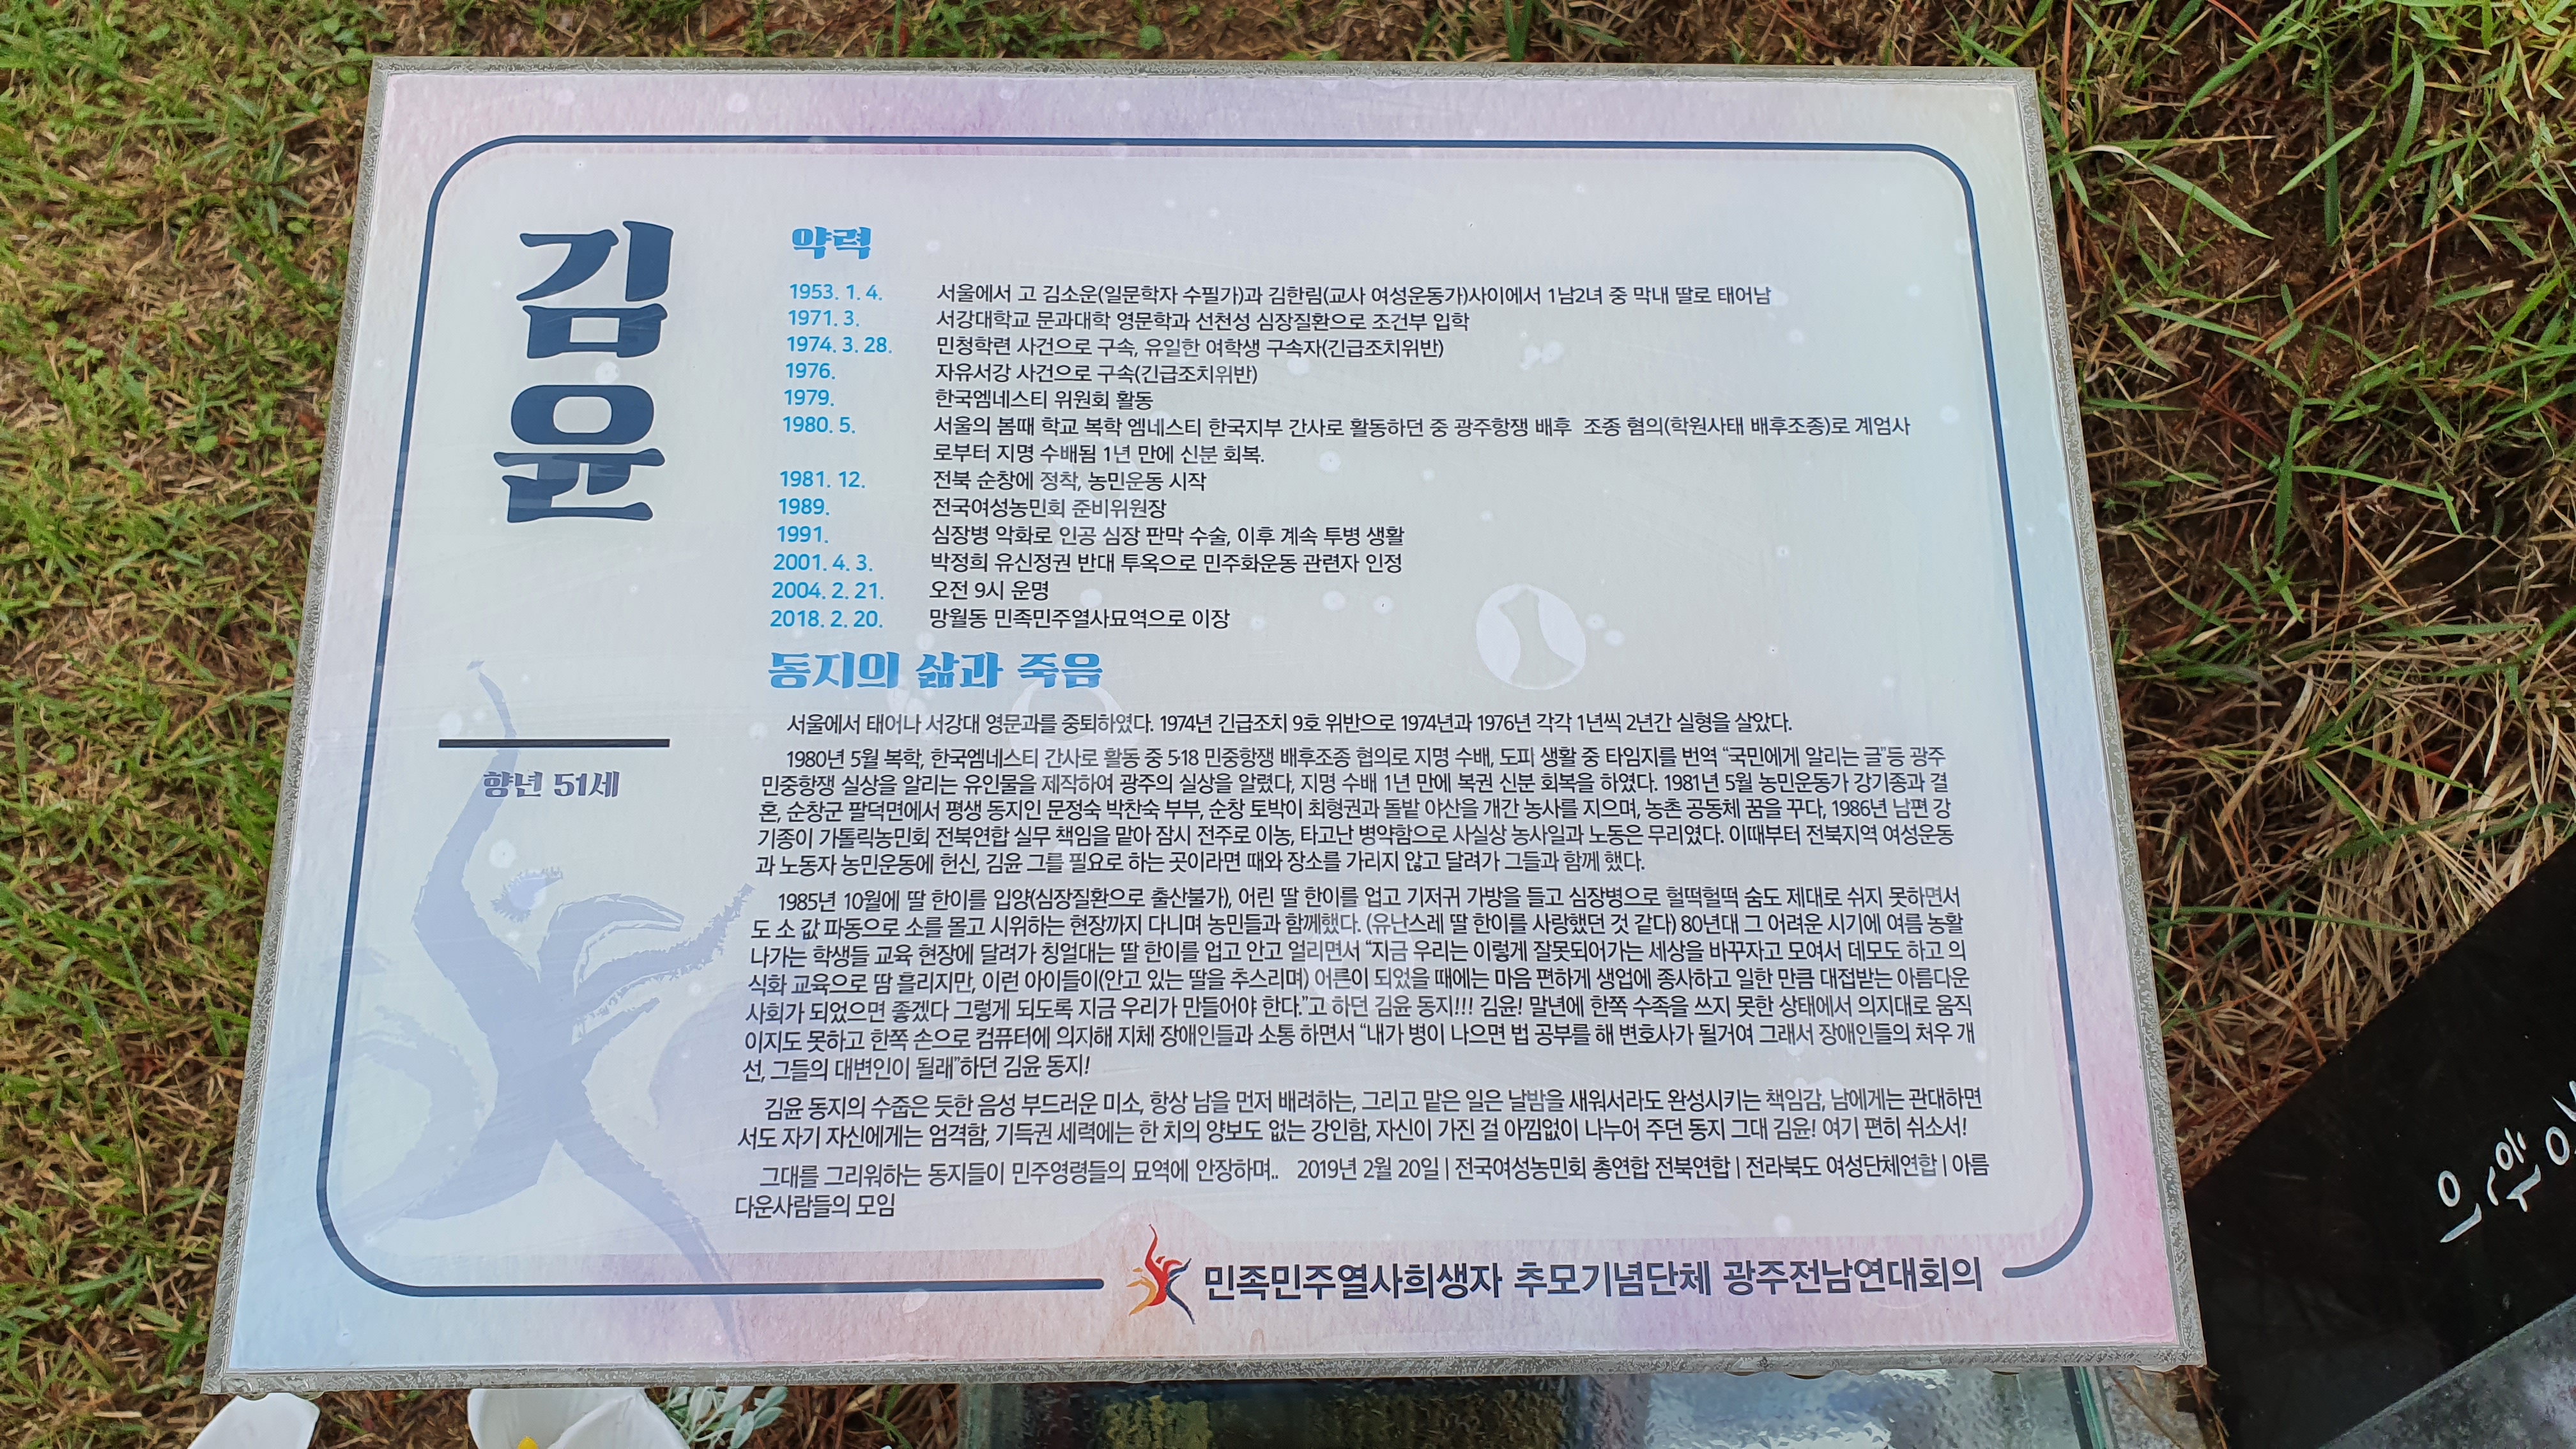 김윤
향년 51세
약력
1953. 1. 4. 서울에서 고 김소운(일문학자 수필가)과 김한림(교사 여성운동가)사이에서 1남2녀 중 막내 딸로 태어남
1971. 3. 서강대학교 문과대학 영문학과 선천성 심장질환으로 조건부 입학
1974. 3. 28. 민청학련 사건으로 구속, 유일한 여학생 구속자(긴급조치위반)
1976. 자유서강 사건으로 구속(긴급조치위반)
1979. 한국엠네스티 위원회 활동
1980. 5. 서울의 봄때 학교 복학 엠네스티 한국지부 간사로 활동하던 중 광주항쟁 배후 조종 혐의(학원사태 배후조종)로 계엄사
로부터 지명 수배됨 1년 만에 신분 회복.
1981. 12. 전북 순창에 정착, 농민운동 시작
1989. 전국여성농민회 준비위원장
1991. 심장병 악화로 인공 심장 판막 수술, 이후 계속 투병 생활
2001. 4. 3. 박정희 유신정권 반대 투옥으로 민주화운동 관련자 인정
2004. 2. 21. 오전 9시 운명
2018. 2. 20. 망월동 민족민주열사묘역으로 이장
동지의 삶과 죽음
서울에서 태어나 서강대 영문과를 중퇴하였다. 1974년 긴급조치 9호 위반으로 1974년과 1976년 각각 1년씩 2년간 실형을 살았다.
1980년 5월 복학, 한국엠네스티 간사로 활동 중 5·18 민중항쟁 배후조종 협의로 지명 수배, 도파 생활 중 타임지를 번역 “국민에게 알리는 글”등 광주
민중항쟁 실상을 알리는 유인물을 제작하여 광주의 실상을 알렸다, 지명 수배 1년 만에 복권 신분 회복을 하였다. 1981년 5월 농민운동가 강기종과 결
혼, 순창군 팔덕면에서 평생 동지인 문정숙 박찬숙 부부, 순창 토박이 최형권과 돌밭 야산을 개간 농사를 지으며, 농촌 공동체 꿈을 꾸다, 1986년 남편 강
기종이 가톨릭농민회 전북연합 실무 책임을 맡아 잠시 전주로 이농, 타고난 병약함으로 사실상 농사일과 노동은 무리였다. 이때부터 전북지역 여성운동
과 노동자 농민운동에 헌신, 김윤 그를 필요로 하는 곳이라면 때와 장소를 가리지 않고 달려가 그들과 함께 했다.
1985년 10월에 딸 한이를 입양(심장질환으로 출산불가), 어린 딸 한이를 업고 기저귀 가방을 들고 심장병으로 헐떡헐떡 숨도 제대로 쉬지 못하면서
도 소 값 파동으로 소를 몰고 시위하는 현장까지 다니며 농민들과 함께했다. (유난스레 딸 한이를 사랑했던 것 같다) 80년대 그 어려운 시기에 여름 농활
나가는 학생들 교육 현장에 달려가 칭얼대는 딸 한이를 업고 안고 얼리면서 “지금 우리는 이렇게 잘못되어가는 세상을 바꾸자고 모여서 데모도 하고 의
식화 교육으로 땀 흘리지만, 이런 아이들이(안고 있는 딸을 추스리며) 어른이 되었을 때에는 마음 편하게 생업에 종사하고 일한 만큼 대접받는 아름다운
사회가 되었으면 좋겠다 그렇게 되도록 지금 우리가 만들어야 한다.”고 하던 김윤 동지!!! 김윤! 말년에 한쪽 수족을 쓰지 못한 상태에서 의지대로 움직
이지도 못하고 한쪽 손으로 컴퓨터에 의지해 지체 장애인들과 소통 하면서 “내가 병이 나으면 법 공부를 해 변호사가 될거여 그래서 장애인들의 처우 개
선, 그들의 대변인이 될래”하던 김윤 동지!
김윤 동지의 수줍은 듯한 음성 부드러운 미소, 항상 남을 먼저 배려하는, 그리고 맡은 일은 날밤을 새워서라도 완성시키는 책임감, 남에게는 관대하면
서도 자기 자신에게는 엄격함, 기득권 세력에는 한 치의 양보도 없는 강인함, 자신이 가진 걸 아낌없이 나누어 주던 동지 그대 김윤! 여기 편히 쉬소서!
그대를 그리워하는 동지들이 민주영령들의 묘역에 안장하며.. 2019년 2월 20일 | 전국여성농민회 총연합 전북연합 | 전라북도 여성단체연합 | 아름
다운사람들의 모임
민족민주열사희생자 추모기념단체 광주전남연대회의